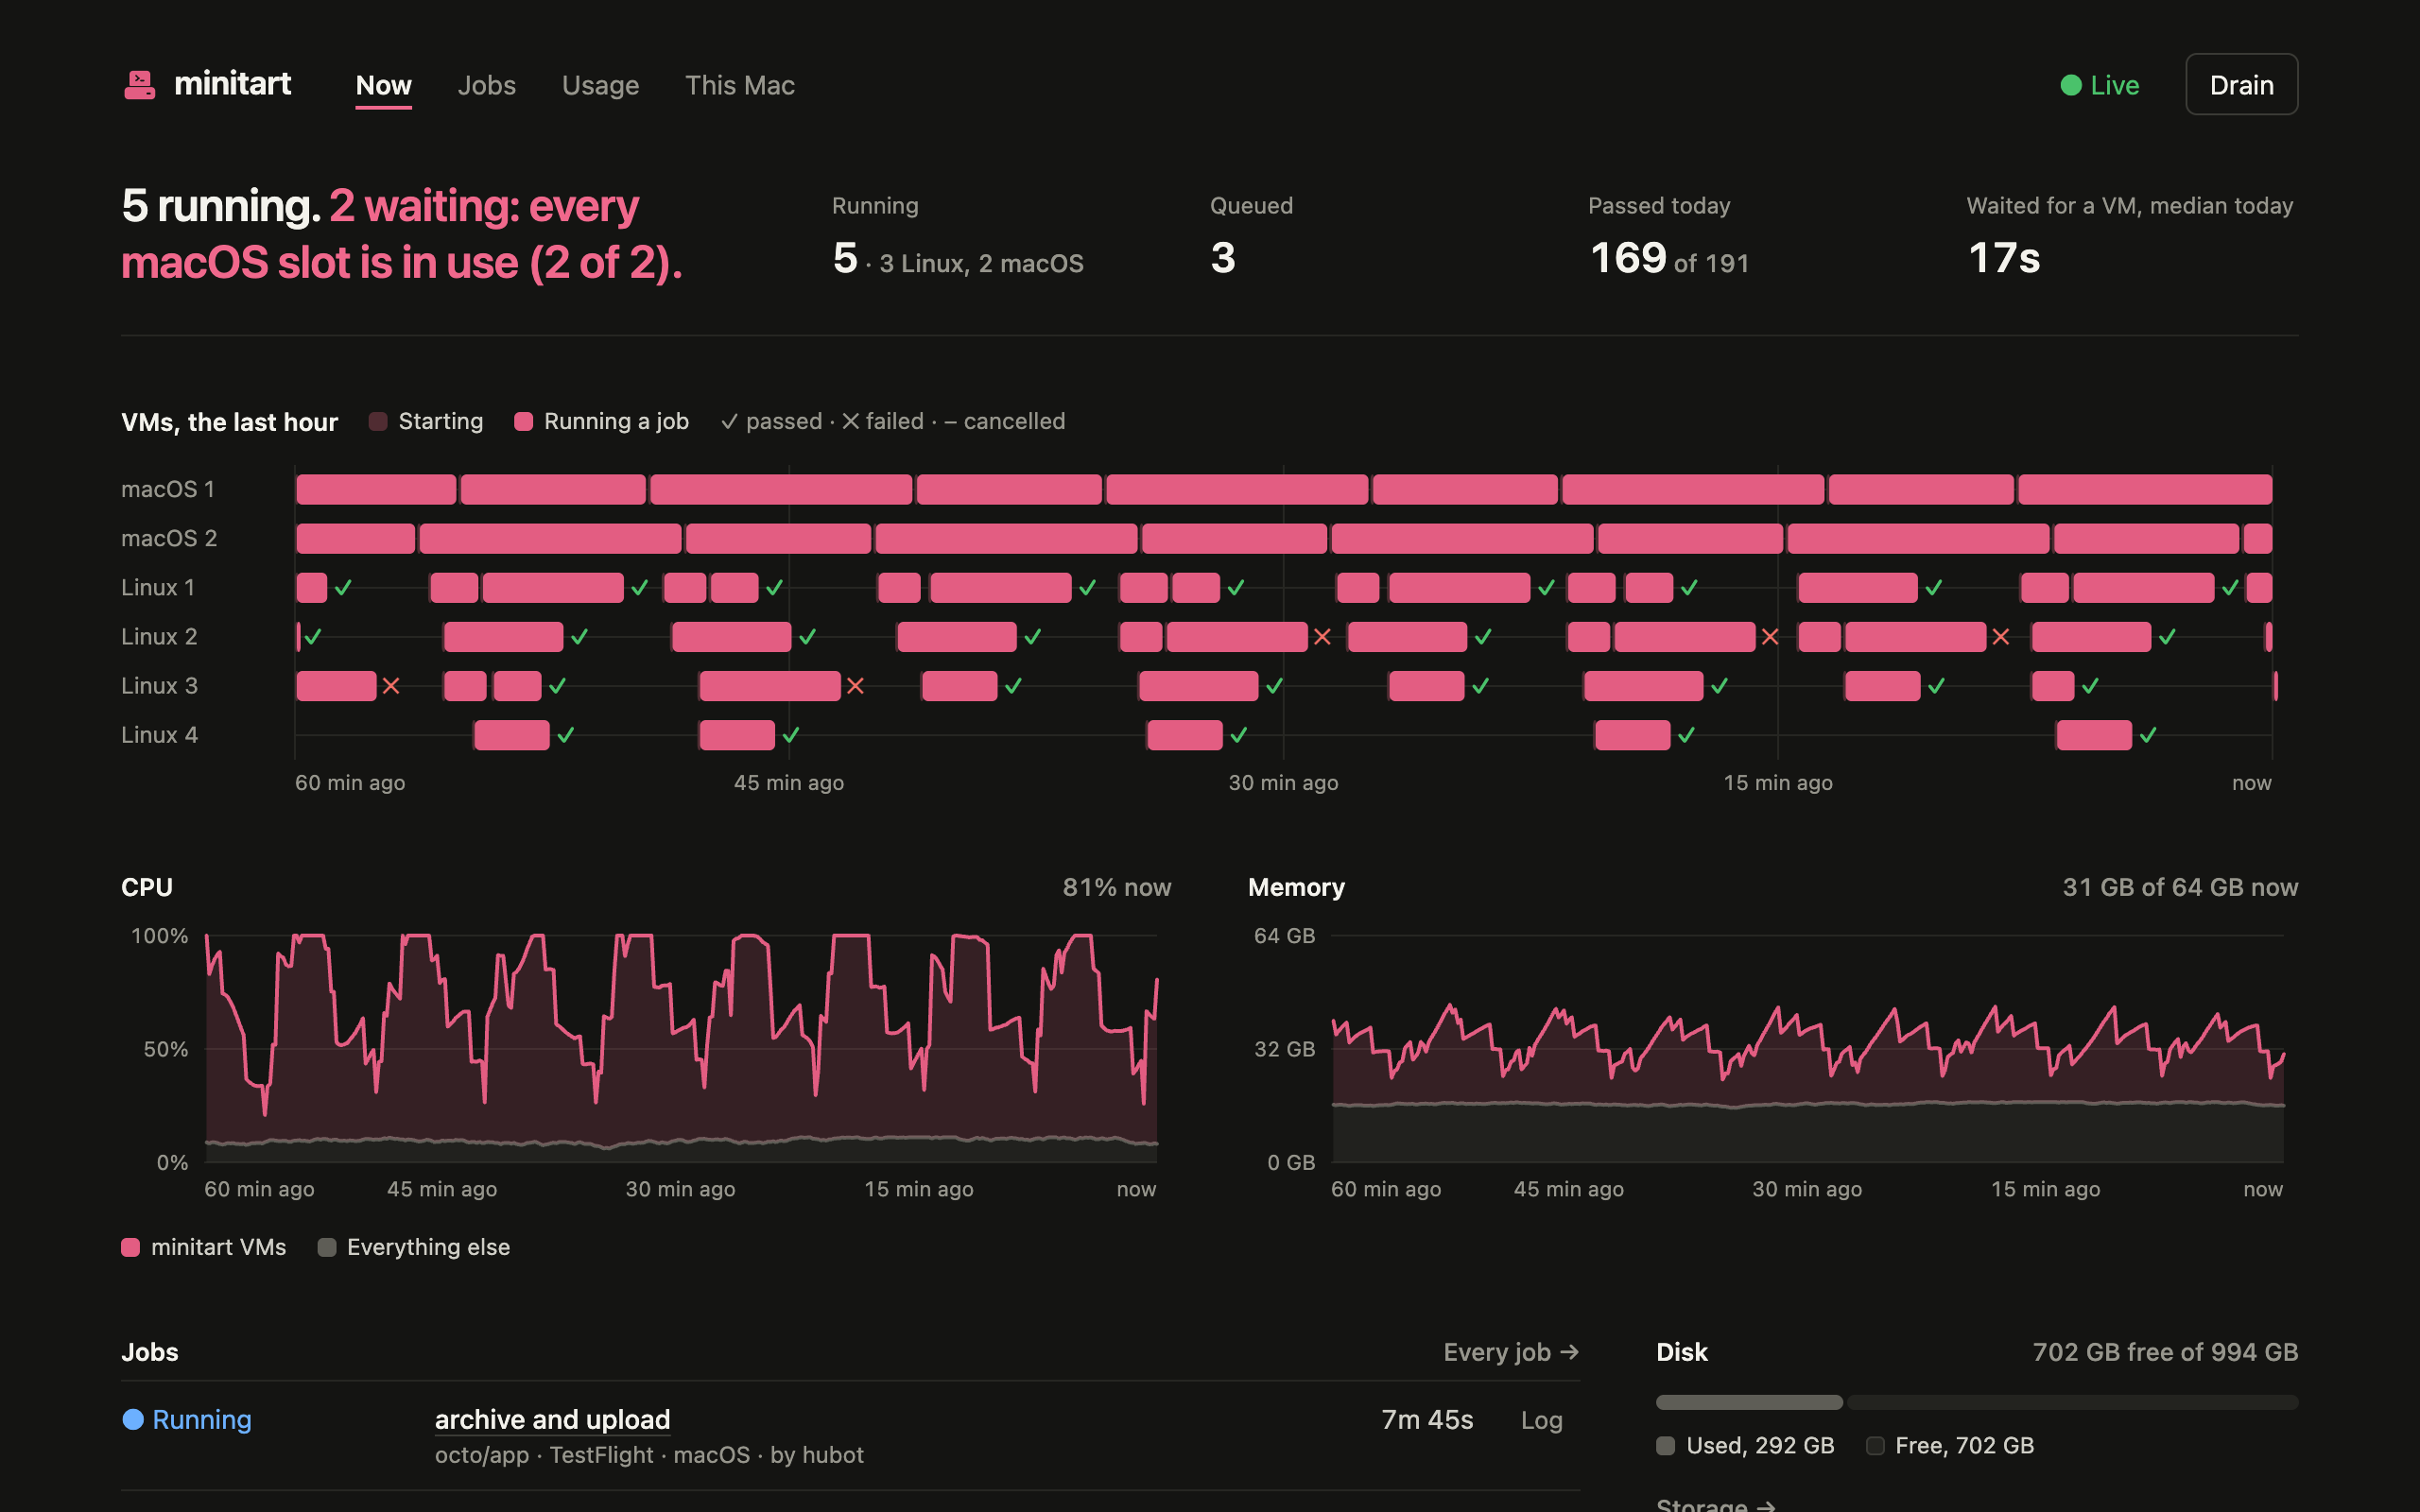 minitart Now Jobs Usage This Mac Live Drain
5 running. 2 waiting: every
macOS slot is in use (2 of 2).
Running
5 · 3 Linux, 2 macOS
Queued
3
Passed today
169 of 191
Waited for a VM, median today
17s
VMs, the last hour Starting Running a job ✓ passed · ✕ failed · – cancelled
macOS 1
macOS 2
Linux 1
Linux 2
Linux 3
Linux 4
60 min ago 45 min ago 30 min ago 15 min ago now
CPU 81% now
100%
50%
0%
60 min ago 45 min ago 30 min ago 15 min ago now
minitart VMs Everything else
Memory 31 GB of 64 GB now
64 GB
32 GB
0 GB
60 min ago 45 min ago 30 min ago 15 min ago now
Jobs Every job →
Running archive and upload 7m 45s Log
octo/app · TestFlight · macOS · by hubot
Disk 702 GB free of 994 GB
Used, 292 GB Free, 702 GB
Storage →